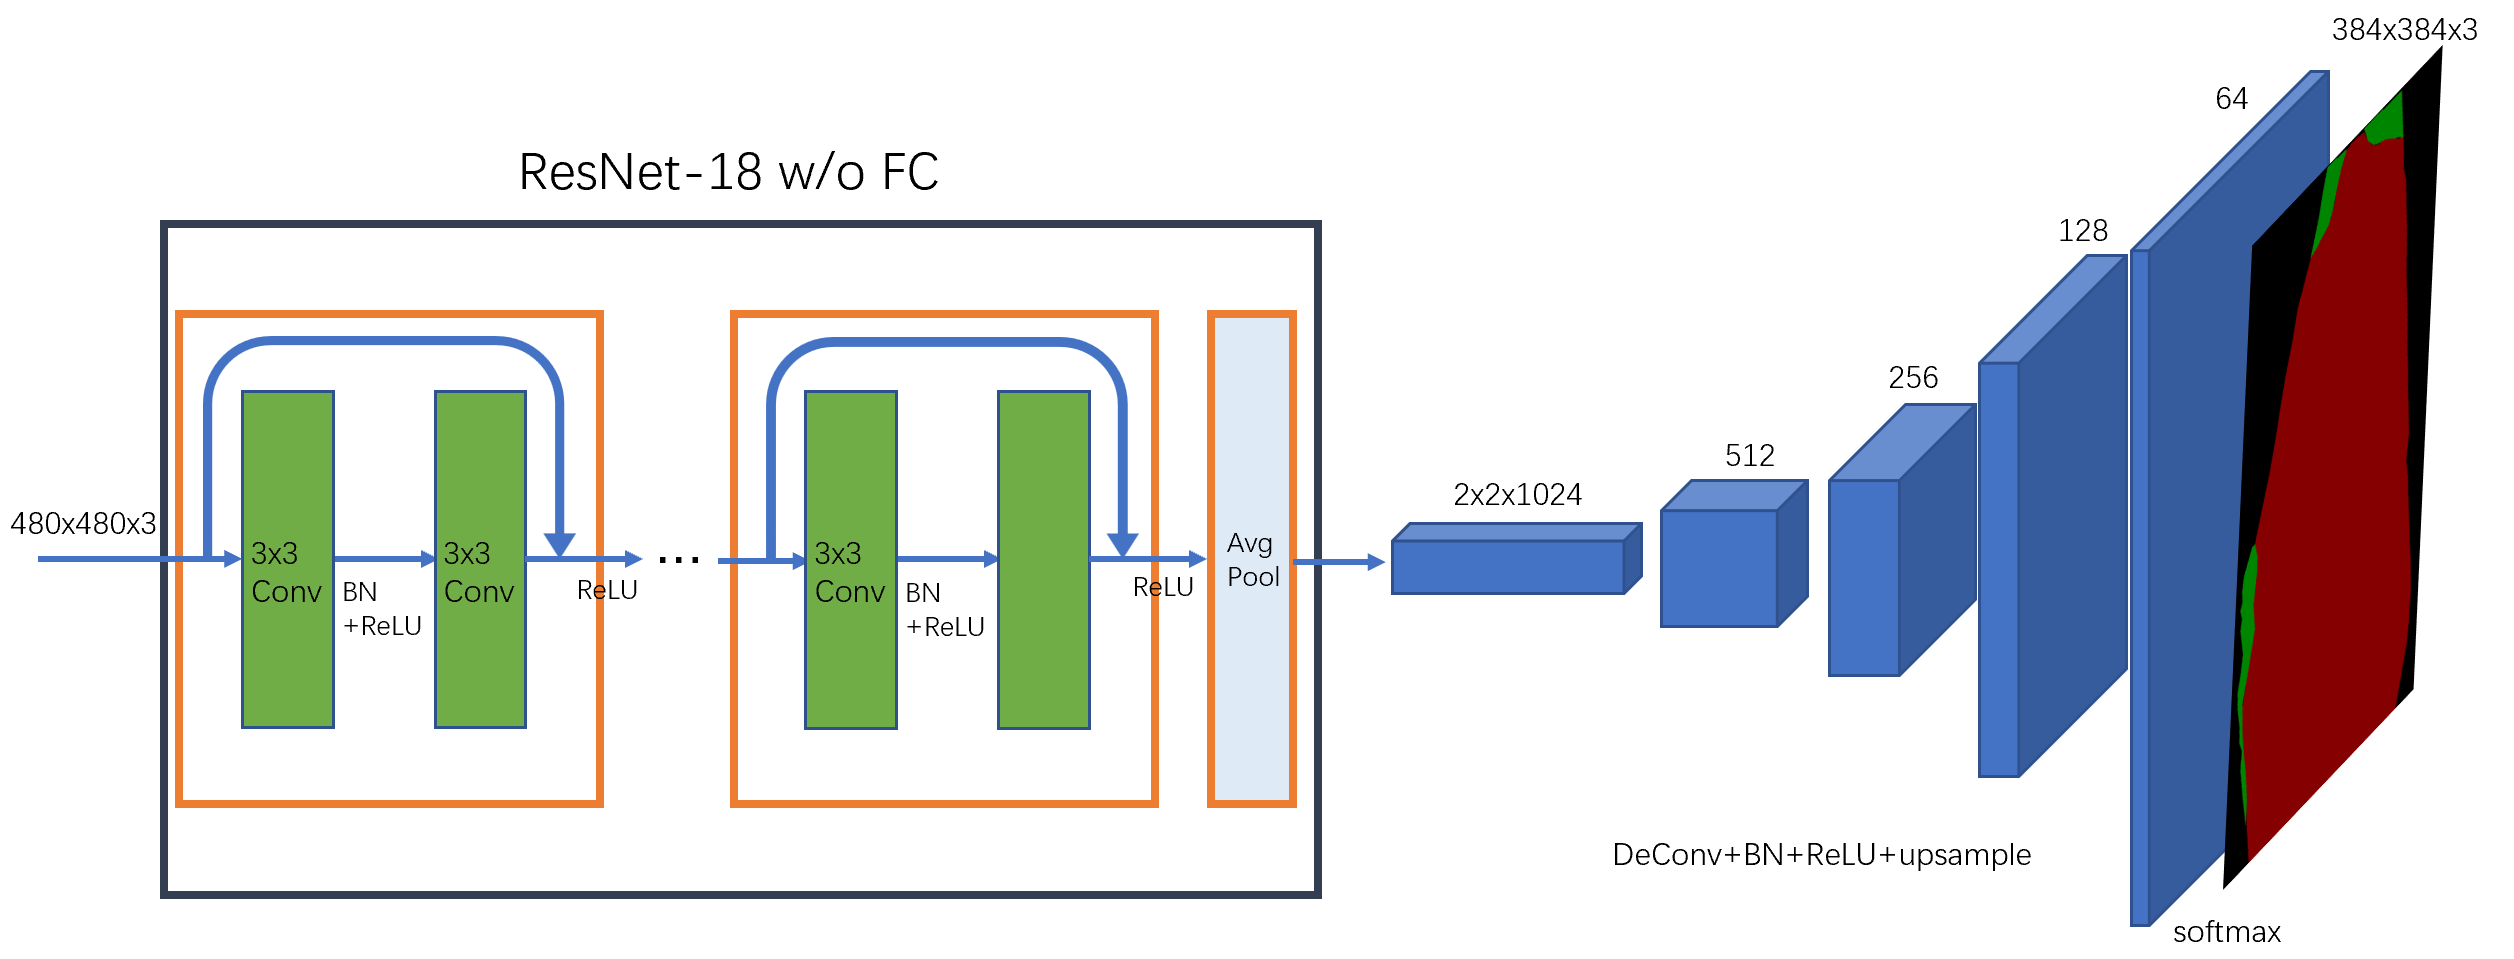 384x384x3
64
ResNet-18 w/o FC
128
256
512
2x2x1024
480x480x3
3x3
Conv
BN
+ReLU
3x3
Conv
ReLU
...
3x3
Conv
BN
+ReLU
ReLU
Avg
Pool
DeConv+BN+ReLU+upsample
softmax